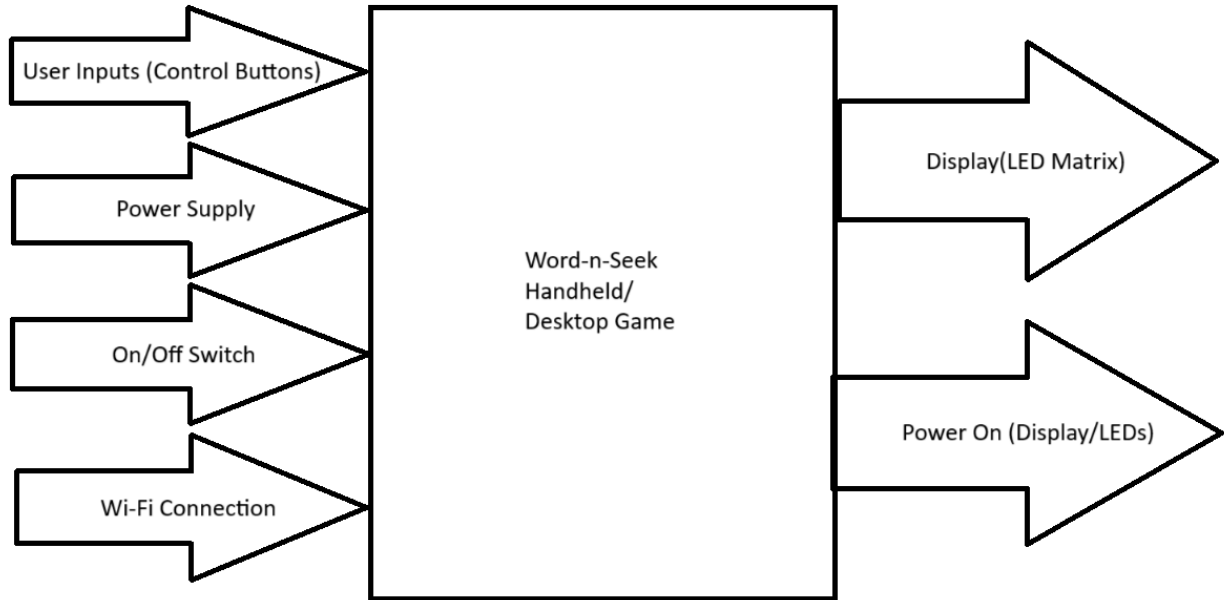 User Inputs (Control Buttons)
Power Supply
On/Off Switch
Wi-Fi Connection
Word-n-Seek
Handheld/
Desktop Game
Display(LED Matrix)
Power On (Display/LEDs)